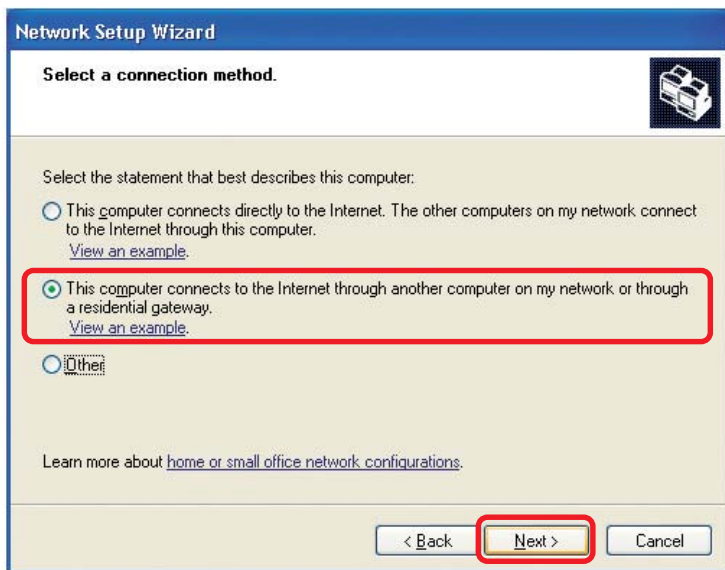 Network Setup Wizard
Select a connection method.
Select the statement that best describes this computer:
This computer connects directly to the Internet. The other computers on my network connect
to the Internet through this computer.
View an example.
This computer connects to the Internet through another computer on my network or through
a residential gateway.
View an example.
Other
Learn more about home or small office network configurations.
< Back Next > Cancel